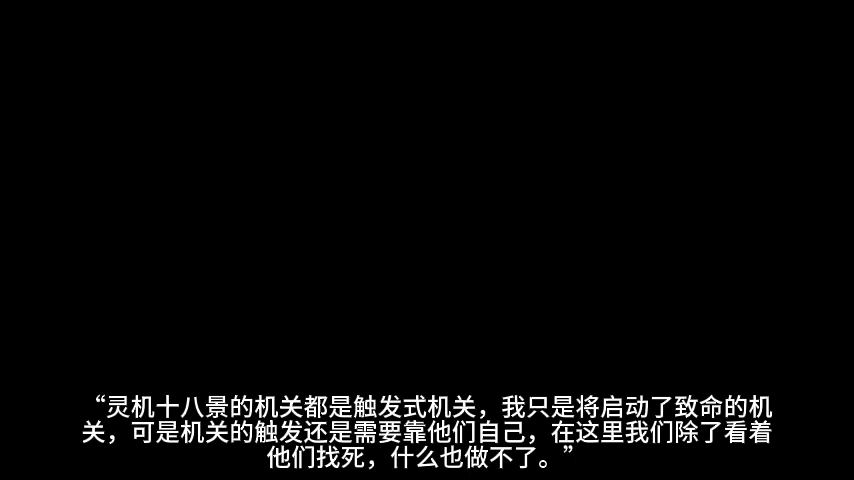 “灵机十八景的机关都是触发式机关，我只是将启动了致命的机
关，可是机关的触发还是需要靠他们自己，在这里我们除了看着
他们找死，什么也做不了。”